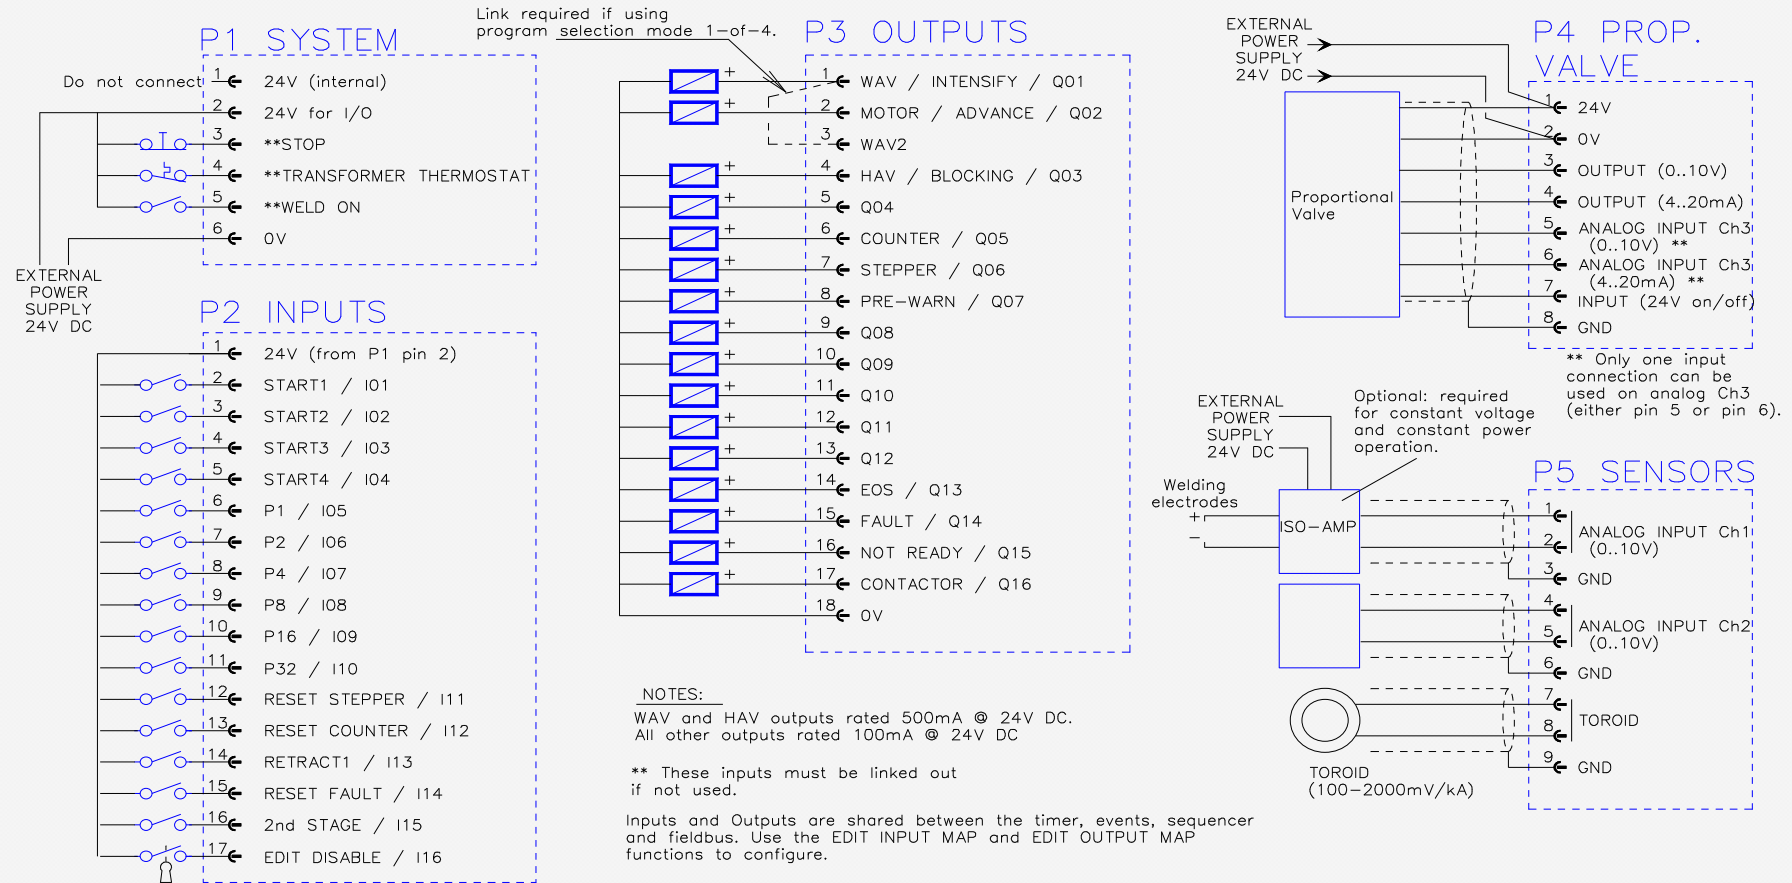 P1 SYSTEM
Do not connect
1 24V (internal)
2 24V for I/O
3 **STOP
4 **TRANSFORMER THERMOSTAT
5 **WELD ON
6 0V
EXTERNAL
POWER
SUPPLY
24V DC
P2 INPUTS
1 24V (from P1 pin 2)
2 START1 / I01
3 START2 / I02
4 START3 / I03
5 START4 / I04
6 P1 / I05
7 P2 / I06
8 P4 / I07
9 P8 / I08
10 P16 / I09
11 P32 / I10
12 RESET STEPPER / I11
13 RESET COUNTER / I12
14 RETRACT1 / I13
15 RESET FAULT / I14
16 2nd STAGE / I15
17 EDIT DISABLE / I16
Link required if using
program selection mode 1-of-4.
P3 OUTPUTS
+ 1 WAV / INTENSIFY / Q01
+ 2 MOTOR / ADVANCE / Q02
3 WAV2
+ 4 HAV / BLOCKING / Q03
+ 5 Q04
+ 6 COUNTER / Q05
+ 7 STEPPER / Q06
+ 8 PRE-WARN / Q07
+ 9 Q08
+ 10 Q09
+ 11 Q10
+ 12 Q11
+ 13 Q12
+ 14 EOS / Q13
+ 15 FAULT / Q14
+ 16 NOT READY / Q15
+ 17 CONTACTOR / Q16
18 0V
NOTES:
WAV and HAV outputs rated 500mA @ 24V DC.
All other outputs rated 100mA @ 24V DC
** These inputs must be linked out
if not used.
Inputs and Outputs are shared between the timer, events, sequencer
and fieldbus. Use the EDIT INPUT MAP and EDIT OUTPUT MAP
functions to configure.
EXTERNAL
POWER
SUPPLY
24V DC
P4 PROP.
VALVE
Proportional
Valve
1 24V
2 0V
3 OUTPUT (0..10V)
4 OUTPUT (4..20mA)
5 ANALOG INPUT Ch3
(0..10V) **
6 ANALOG INPUT Ch3
(4..20mA) **
7 INPUT (24V on/off)
8 GND
** Only one input
connection can be
used on analog Ch3
(either pin 5 or pin 6).
EXTERNAL
POWER
SUPPLY
24V DC
Optional: required
for constant voltage
and constant power
operation.
P5 SENSORS
Welding
electrodes
+
-
ISO-AMP
1
2
ANALOG INPUT Ch1
(0..10V)
3 GND
4
5
ANALOG INPUT Ch2
(0..10V)
6 GND
7
8
TOROID
9 GND
TOROID
(100-2000mV/kA)